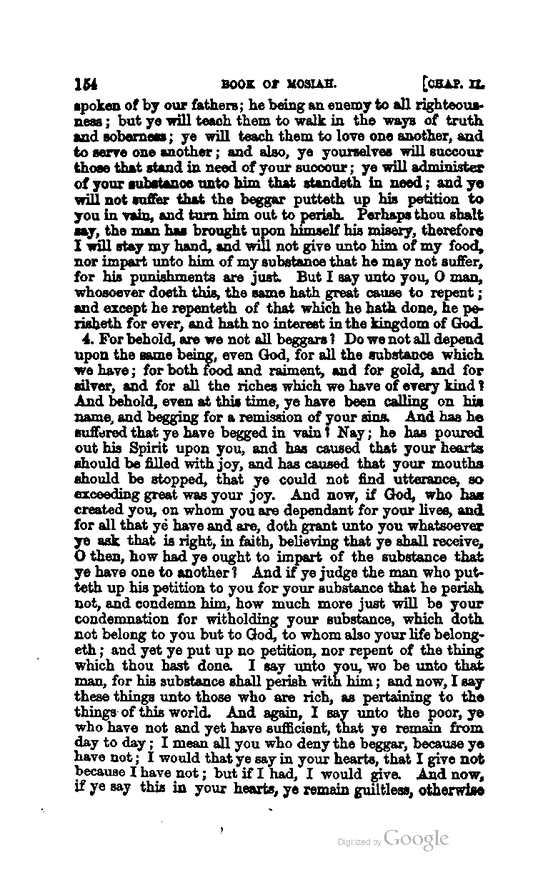 154 BOOK OF MOSIAH. [CHAP. II.
spoken of by our fathers; he being an enemy to all righteous-
ness; but ye will teach them to walk in the ways of truth
and soberness; ye will teach them to love one another, and
to serve one another; and also, ye yourselves will succour
those that stand in need of your succour; ye will administer
of your substance unto him that standeth in need; and ye
will not suffer that the beggar putteth up his petition to
you in vain, and turn him out to perish. Perhaps thou shalt
say, the man has brought upon himself his misery, therefore
I will stay my hand, and will not give unto him of my food,
nor impart unto him of my substance that he may not suffer,
for his punishments are just. But I say unto you, O man,
whosoever doeth this, the same hath great cause to repent;
and except he repenteth of that which he hath done, he pe-
risheth for ever, and hath no interest in the kingdom of God.
4. For behold, are we not all beggars? Do we not all depend
upon the same being, even God, for all the substance which
we have; for both food and raiment, and for gold, and for
silver, and for all the riches which we have of every kind?
And behold, even at this time, ye have been calling on his
name, and begging for a remission of your sins. And has he
suffered that ye have begged in vain? Nay; he has poured
out his Spirit upon you, and has caused that your hearts
should be filled with joy, and has caused that your mouths
should be stopped, that ye could not find utterance, so
exceeding great was your joy. And now, if God, who has
created you, on whom you are dependant for your lives, and
for all that ye have and are, doth grant unto you whatsoever
ye ask that is right, in faith, believing that ye shall receive,
O then, how had ye ought to impart of the substance that
ye have one to another? And if ye judge the man who put-
teth up his petition to you for your substance that he perish
not, and condemn him, how much more just will be your
condemnation for witholding your substance, which doth
not belong to you but to God, to whom also your life belong-
eth; and yet ye put up no petition, nor repent of the thing
which thou hast done. I say unto you, wo be unto that
man, for his substance shall perish with him; and now, I say
these things unto those who are rich, as pertaining to the
things of this world. And again, I say unto the poor, ye
who have not and yet have sufficient, that ye remain from
day to day; I mean all you who deny the beggar, because ye
have not; I would that ye say in your hearts, that I give not
because I have not; but if I had, I would give. And now,
if ye say this in your hearts, ye remain guiltless, otherwise
Digitized by Google